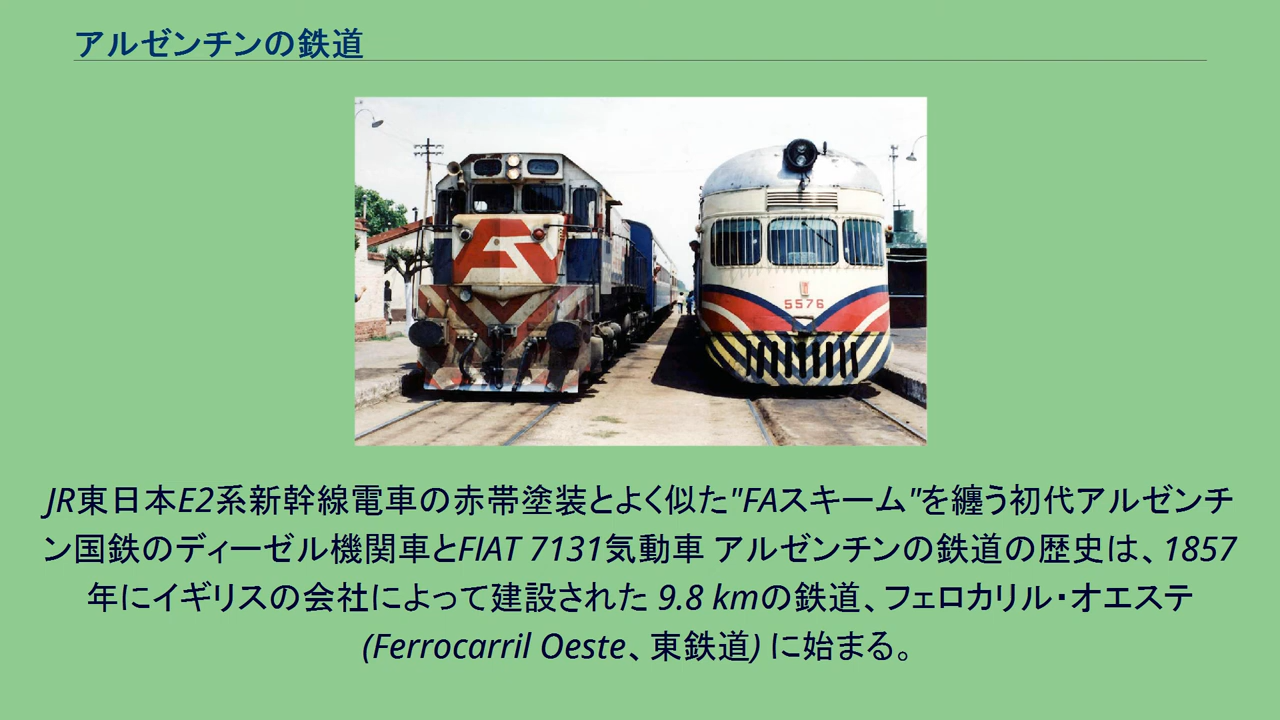 アルゼンチンの鉄道
5576
JR東日本E2系新幹線電車の赤帯塗装とよく似た"FAスキーム"を纏う初代アルゼンチ
ン国鉄のディーゼル機関車とFIAT 7131気動車 アルゼンチンの鉄道の歴史は、1857
年にイギリスの会社によって建設された 9.8 kmの鉄道、フェロカリル・オエステ
(Ferrocarril Oeste、東鉄道) に始まる。